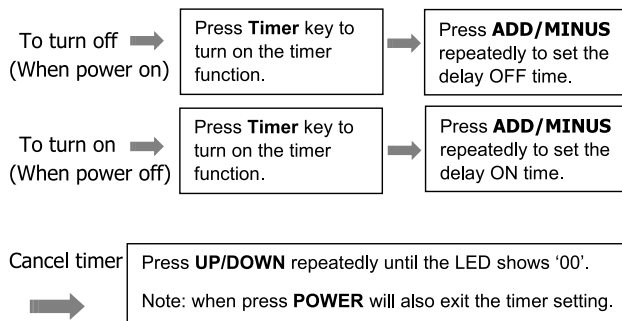 To turn off
(When power on)
Press Timer key to
turn on the timer
function.
Press ADD/MINUS
repeatedly to set the
delay OFF time.
To turn on
(When power off)
Press Timer key to
turn on the timer
function.
Press ADD/MINUS
repeatedly to set the
delay ON time.
Cancel timer
Press UP/DOWN repeatedly until the LED shows ‘00’.
Note: when press POWER will also exit the timer setting.